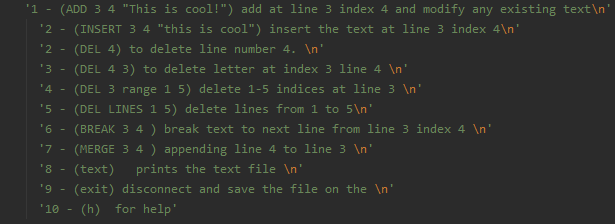 '1 - (ADD 3 4 "This is cool!") add at line 3 index 4 and modify any existing text\n'
'2 - (INSERT 3 4 "this is cool") insert the text at line 3 index 4\n'
'2 - (DEL 4) to delete line number 4. \n'
'3 - (DEL 4 3) to delete letter at index 3 line 4 \n'
'4 - (DEL 3 range 1 5) delete 1-5 indices at line 3 \n'
'5 - (DEL LINES 1 5) delete lines from 1 to 5\n'
'6 - (BREAK 3 4 ) break text to next line from line 3 index 4 \n'
'7 - (MERGE 3 4 ) appending line 4 to line 3 \n'
'8 - (text)   prints the text file \n'
'9 - (exit) disconnect and save the file on the \n'
'10 - (h)  for help'